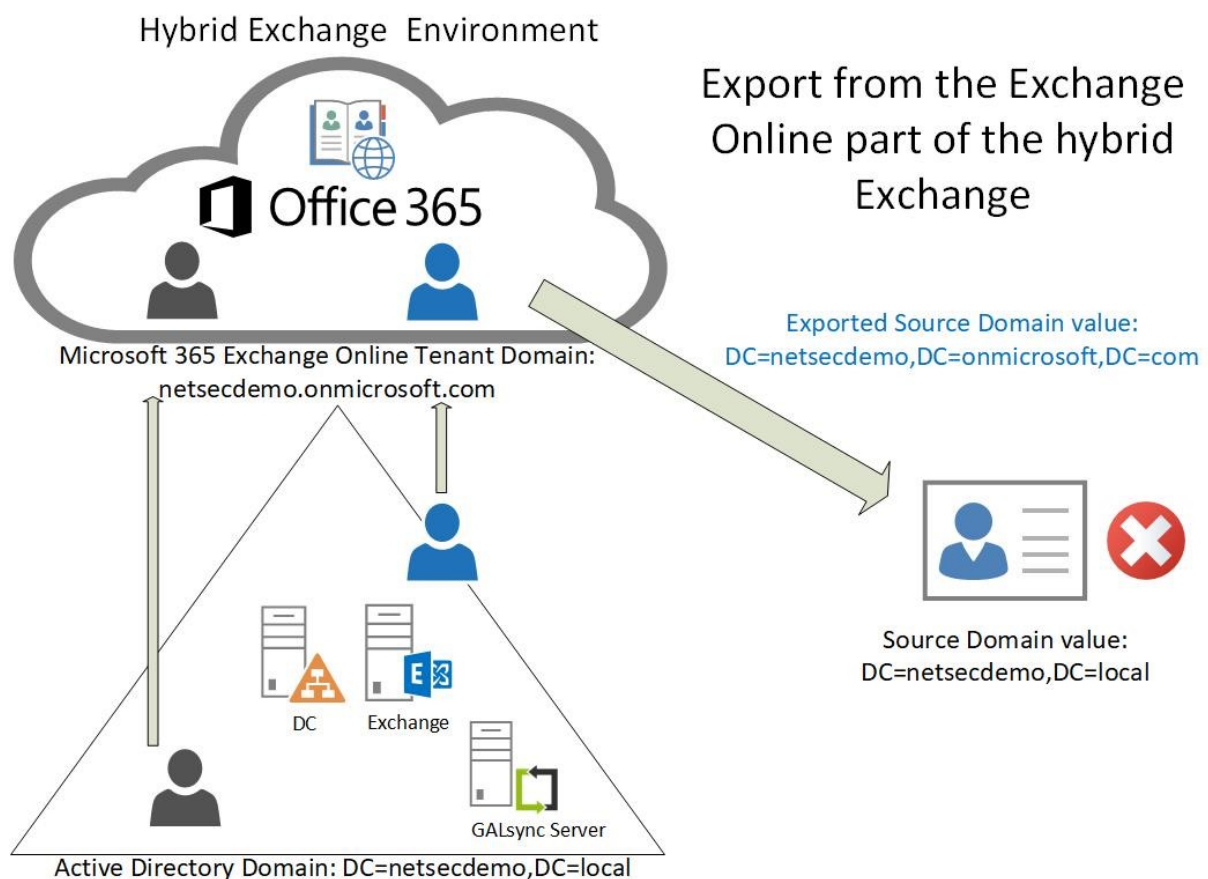 Hybrid Exchange Environment
Export from the Exchange
Online part of the hybrid
Exchange
Office 365
Exported Source Domain value:
DC=netsecdemo,DC=onmicrosoft,DC=com
Microsoft 365 Exchange Online Tenant Domain:
netsecdemo.onmicrosoft.com
Source Domain value:
DC=netsecdemo,DC=local
DC
Exchange
E
GALsync Server
Active Directory Domain: DC=netsecdemo,DC=local